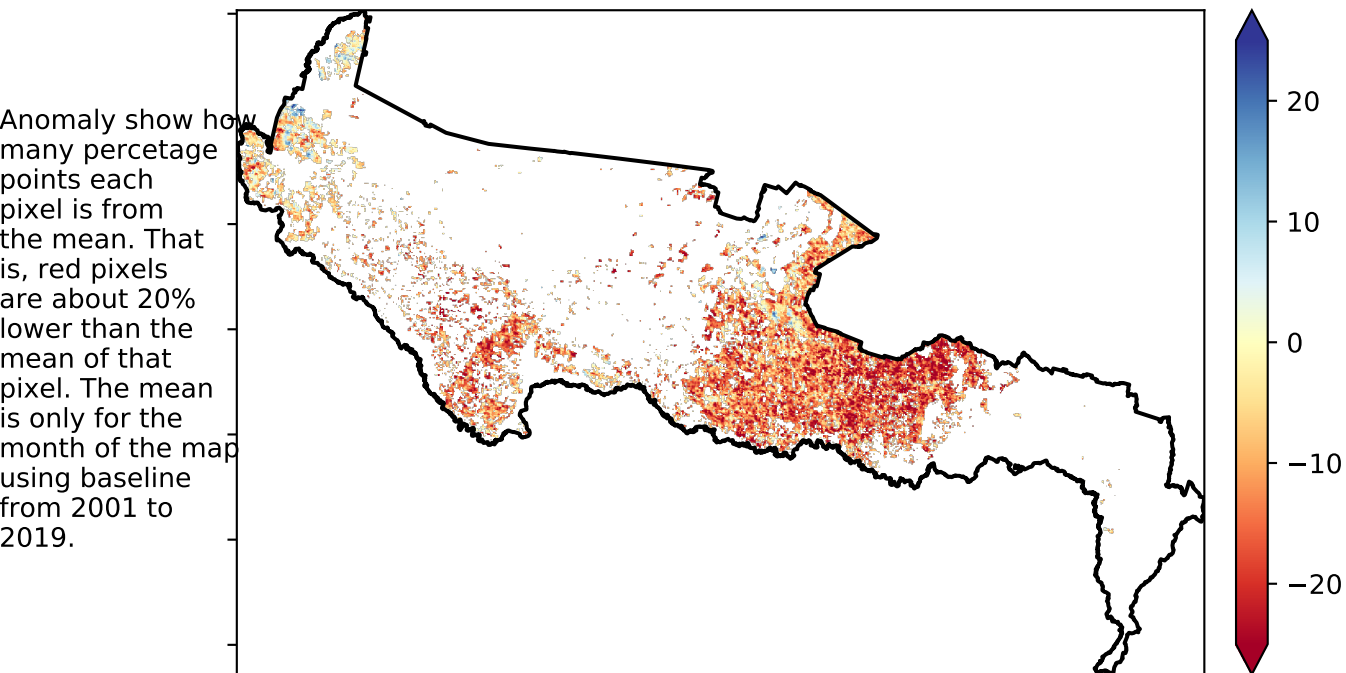 Anomaly show how
many percetage
points each
pixel is from
the mean. That
is, red pixels
are about 20%
lower than the
mean of that
pixel. The mean
is only for the
month of the map
using baseline
from 2001 to
2019.
20
10
0
−10
−20